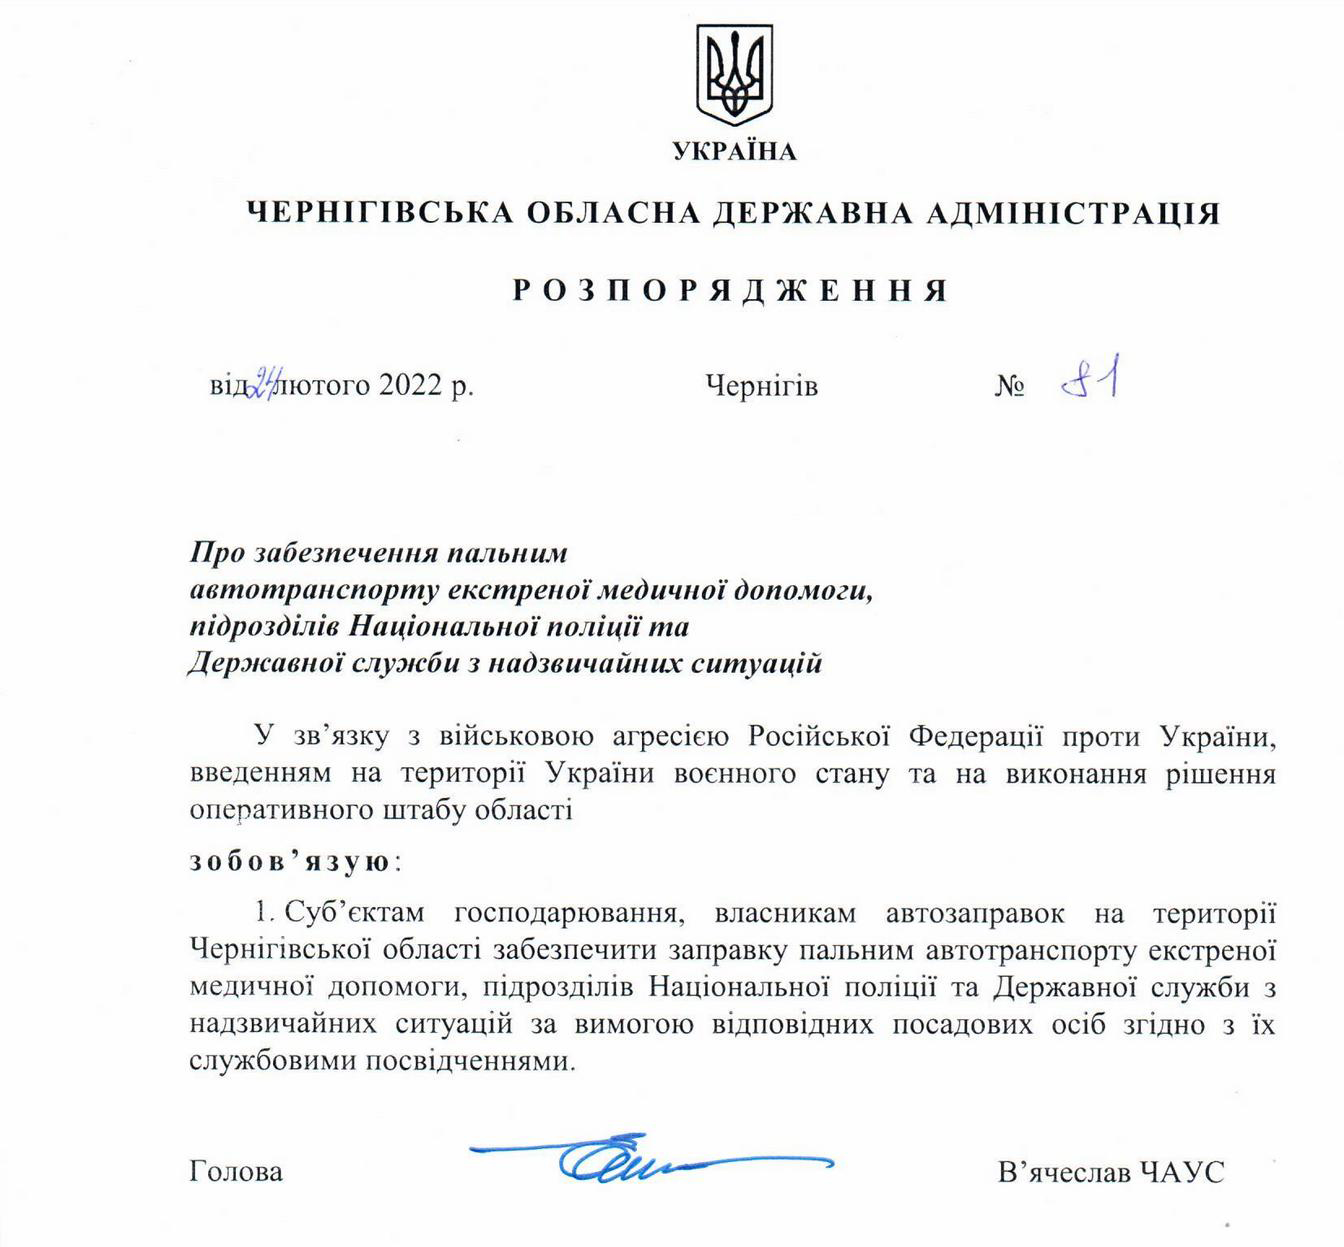 УКРАЇНА
ЧЕРНІГІВСЬКА ОБЛАСНА ДЕРЖАВНА АДМІНІСТРАЦІЯ
РОЗПОРЯДЖЕННЯ
від 24 лютого 2022 р. Чернігів № 81
Про забезпечення пальним
автотранспорту екстреної медичної допомоги,
підрозділів Національної поліції та
Державної служби з надзвичайних ситуацій
У зв’язку з військовою агресією Російської Федерації проти України,
введенням на території України воєнного стану та на виконання рішення
оперативного штабу області
зобов’язую:
1. Суб’єктам господарювання, власникам автозаправок на території
Чернігівської області забезпечити заправку пальним автотранспорту екстреної
медичної допомоги, підрозділів Національної поліції та Державної служби з
надзвичайних ситуацій за вимогою відповідних посадових осіб згідно з їх
службовими посвідченнями.
Голова В’ячеслав ЧАУС